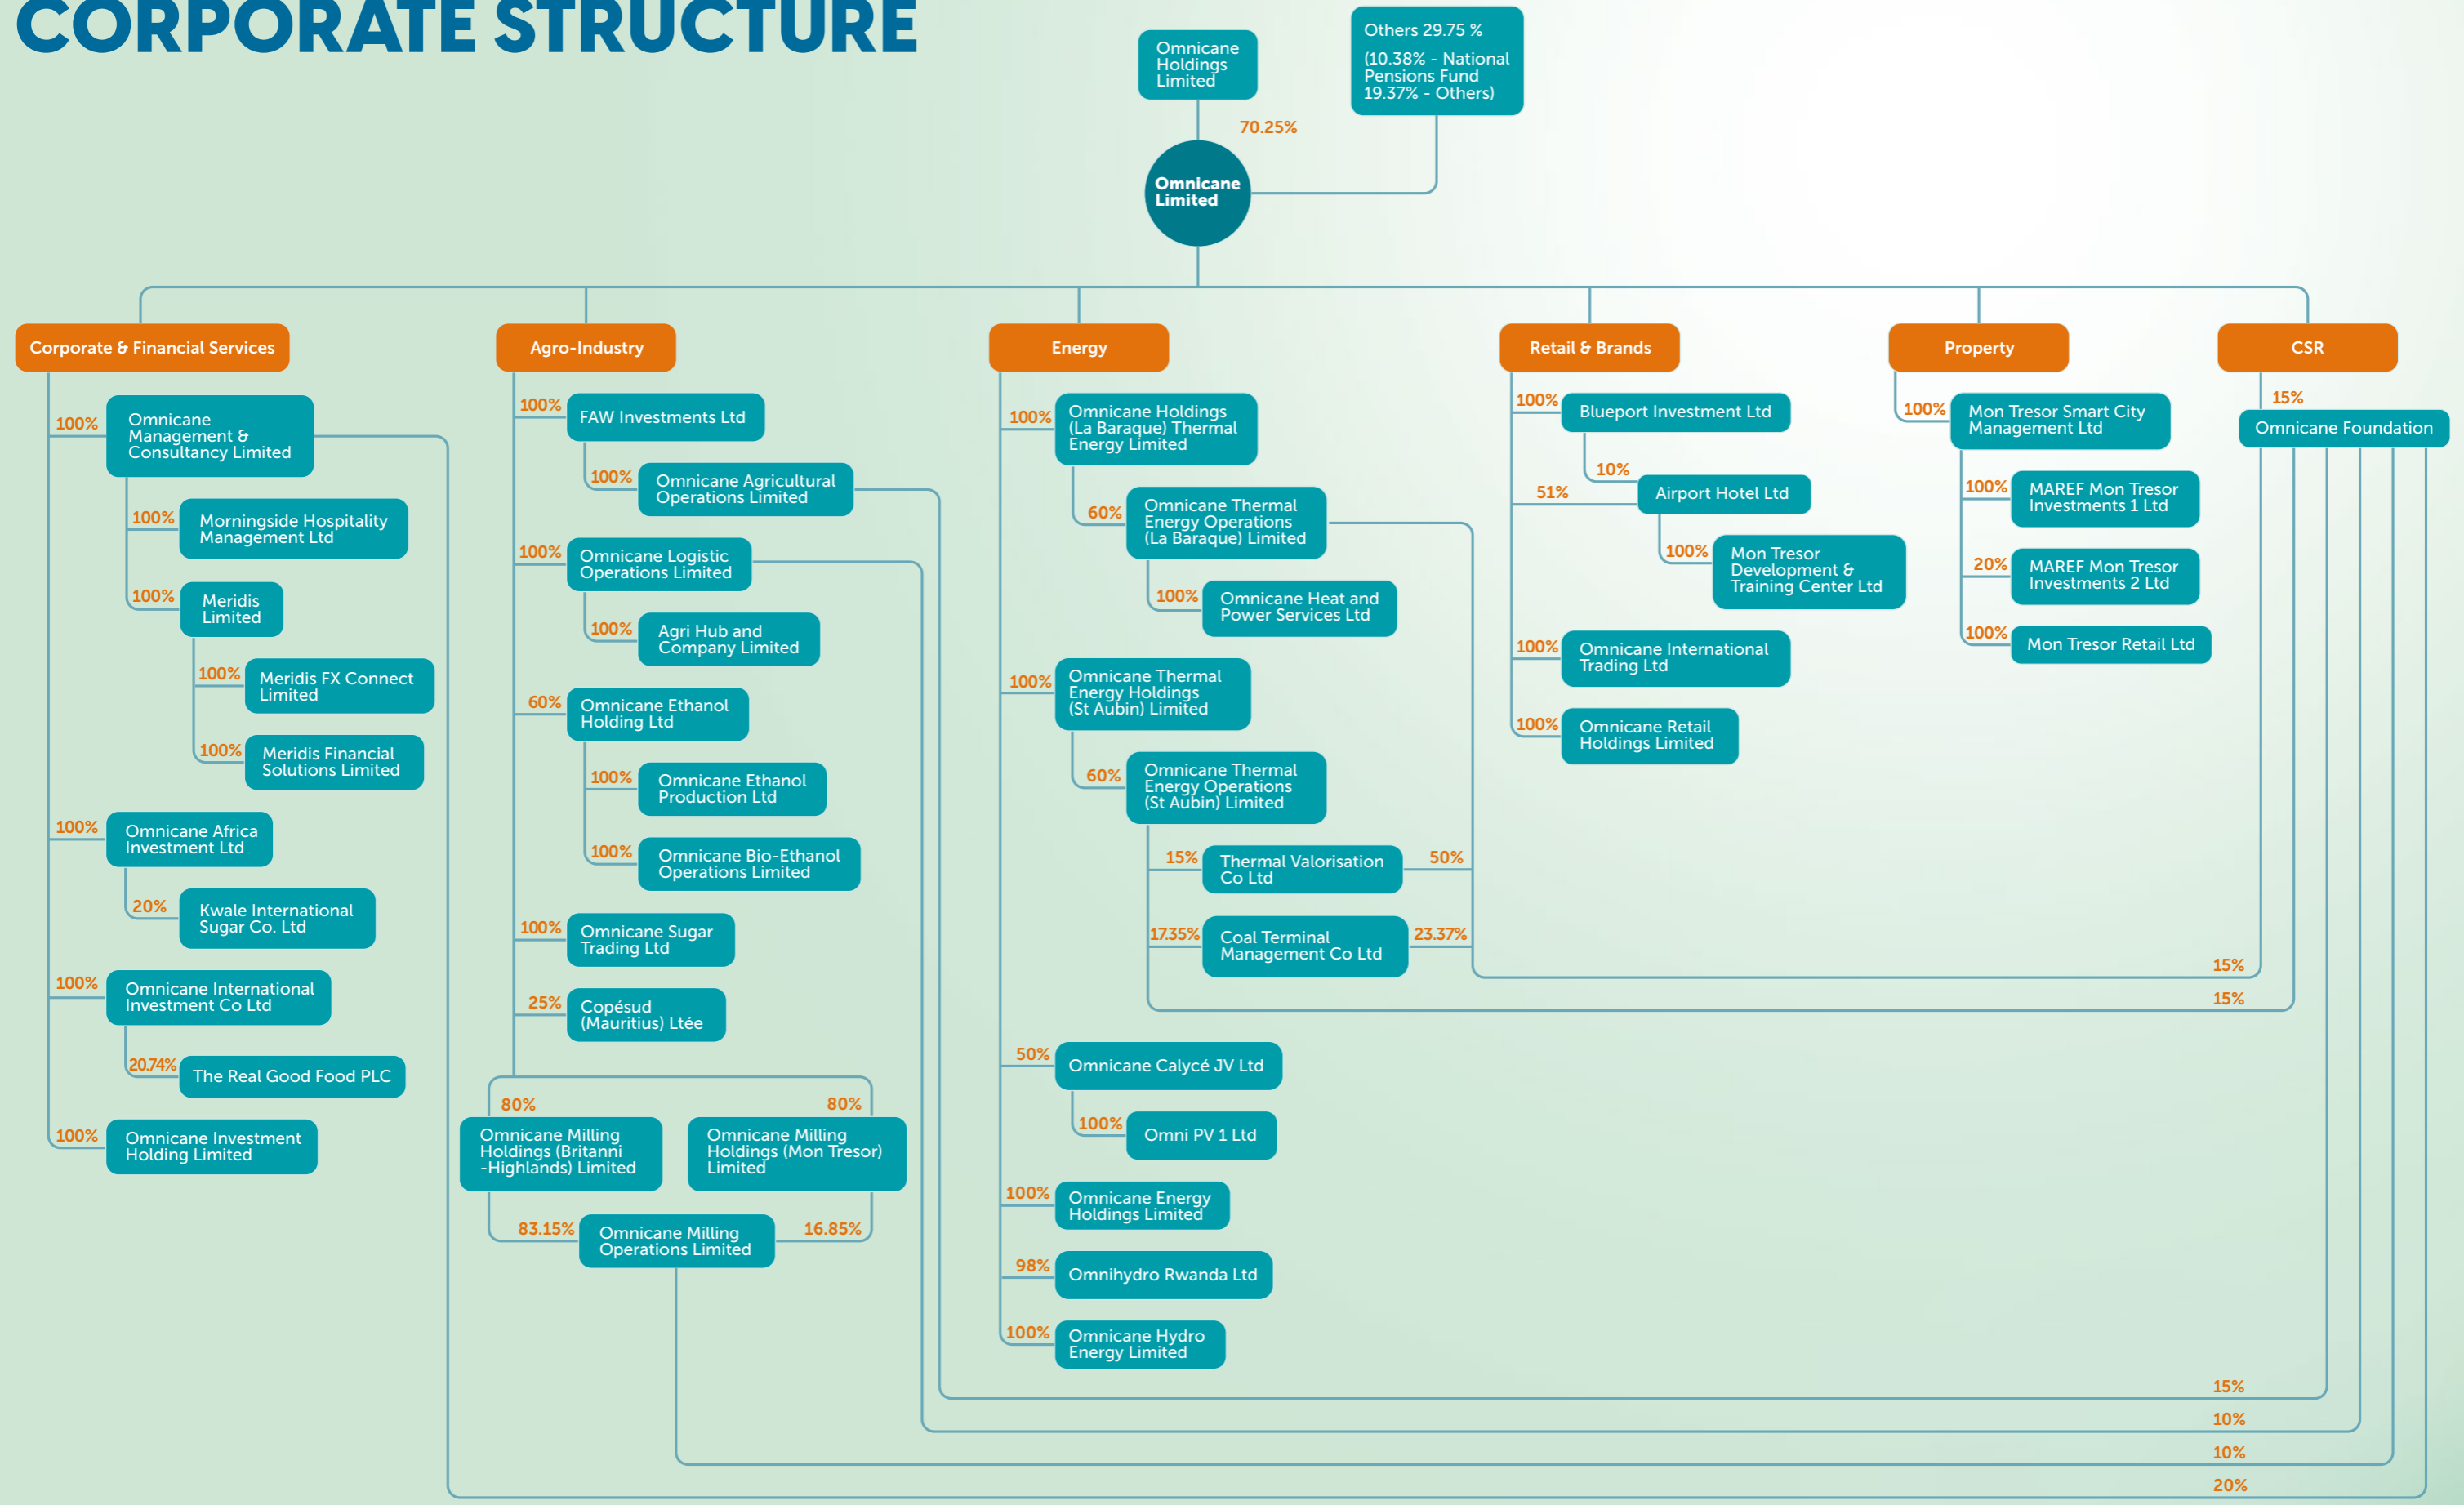 CORPORATE STRUCTURE
Omnicane
Holdings
Limited
Others 29.75 %
(10.38% - National
Pensions Fund
19.37% - Others)
70.25%
Omnicane
Limited
Corporate & Financial Services
100%
Omnicane
Management &
Consultancy Limited
100%
Morningside Hospitality
Management Ltd
100%
Meridis
Limited
100%
Meridis FX Connect
Limited
100%
Meridis Financial
Solutions Limited
100%
Omnicane Africa
Investment Ltd
20%
Kwale International
Sugar Co. Ltd
100%
Omnicane International
Investment Co Ltd
20.74%
The Real Good Food PLC
100%
Omnicane Investment
Holding Limited
Agro-Industry
100%
FAW Investments Ltd
100%
Omnicane Agricultural
Operations Limited
100%
Omnicane Logistic
Operations Limited
100%
Agri Hub and
Company Limited
60%
Omnicane Ethanol
Holding Ltd
100%
Omnicane Ethanol
Production Ltd
100%
Omnicane Bio-Ethanol
Operations Limited
100%
Omnicane Sugar
Trading Ltd
25%
Copésud
(Mauritius) Ltée
80%
Omnicane Milling
Holdings (Britanni
-Highlands) Limited
80%
Omnicane Milling
Holdings (Mon Tresor)
Limited
83.15%
Omnicane Milling
Operations Limited
16.85%
Energy
100%
Omnicane Holdings
(La Baraque) Thermal
Energy Limited
60%
Omnicane Thermal
Energy Operations
(La Baraque) Limited
100%
Omnicane Heat and
Power Services Ltd
100%
Omnicane Thermal
Energy Holdings
(St Aubin) Limited
60%
Omnicane Thermal
Energy Operations
(St Aubin) Limited
15%
Thermal Valorisation
Co Ltd
50%
17.35%
Coal Terminal
Management Co Ltd
23.37%
50%
Omnicane Calycé JV Ltd
100%
Omni PV 1 Ltd
100%
Omnicane Energy
Holdings Limited
98%
Omnihydro Rwanda Ltd
100%
Omnicane Hydro
Energy Limited
Retail & Brands
100%
Blueport Investment Ltd
10%
51%
Airport Hotel Ltd
100%
Mon Tresor
Development &
Training Center Ltd
100%
Omnicane International
Trading Ltd
100%
Omnicane Retail
Holdings Limited
Property
100%
Mon Tresor Smart City
Management Ltd
100%
MAREF Mon Tresor
Investments 1 Ltd
20%
MAREF Mon Tresor
Investments 2 Ltd
100%
Mon Tresor Retail Ltd
CSR
15%
Omnicane Foundation
15%
15%
15%
10%
10%
20%